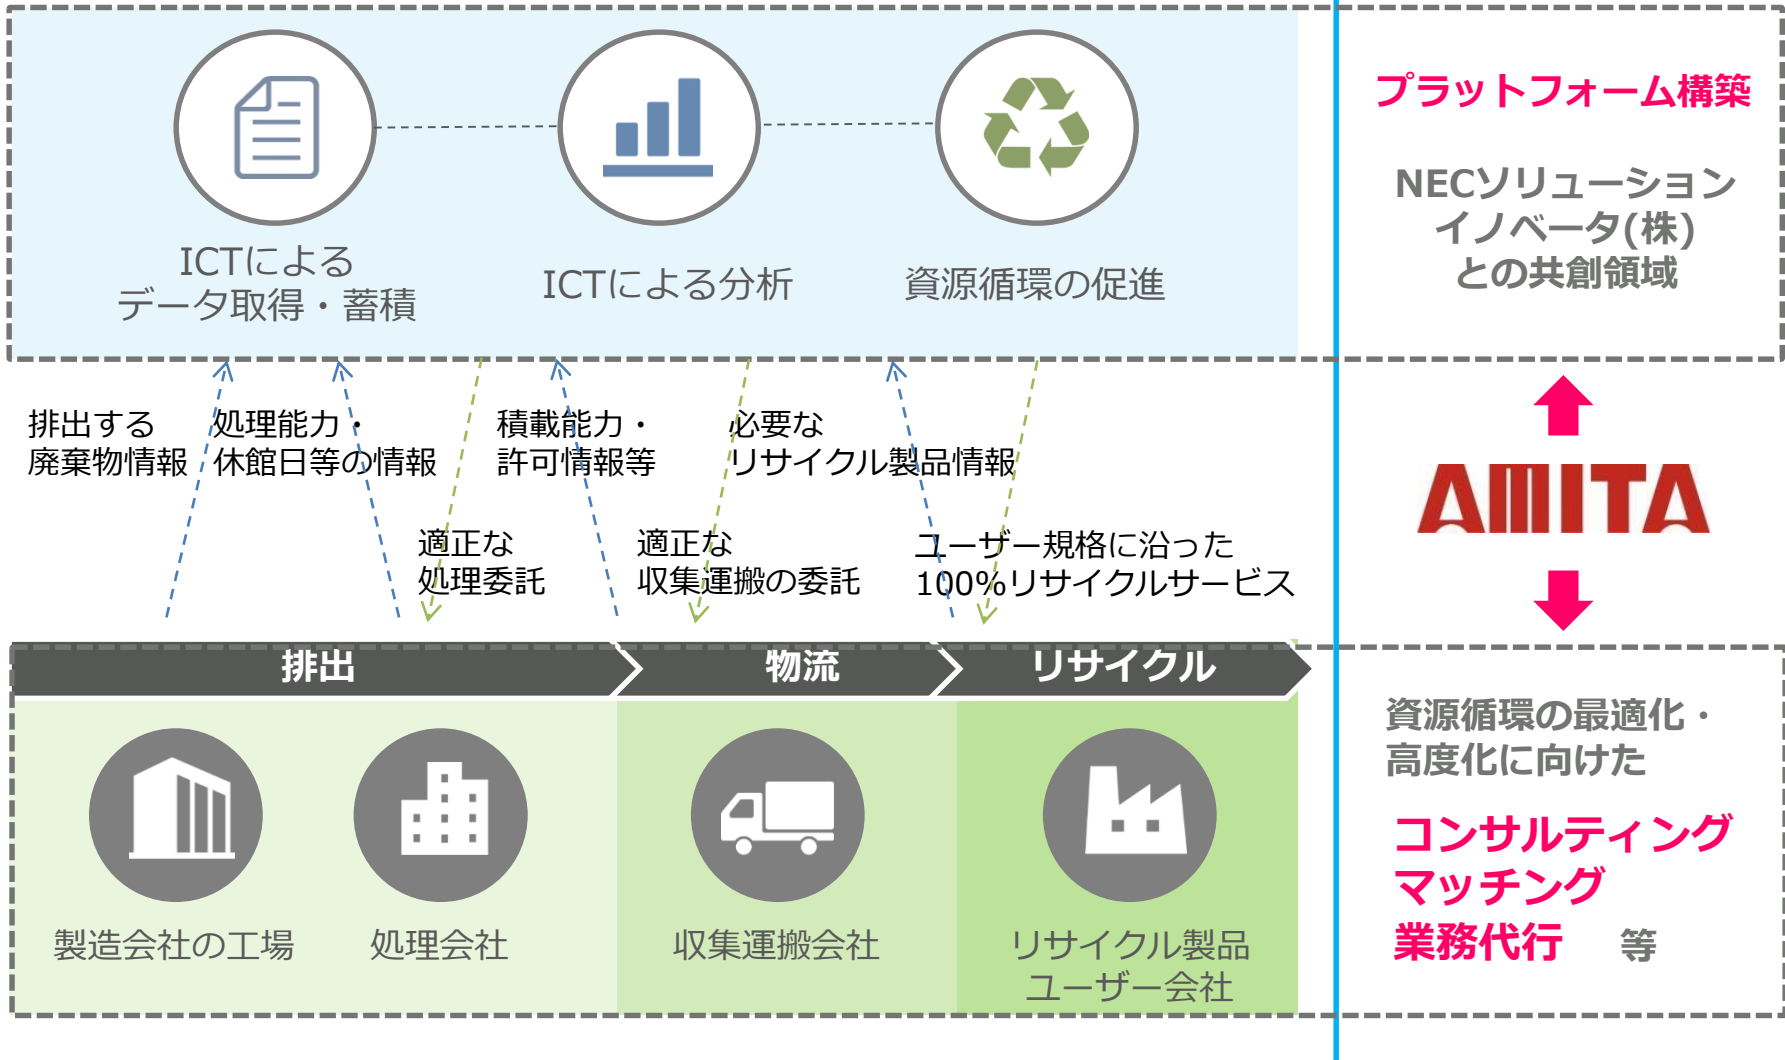 プラットフォーム構築
NECソリューション
イノベータ(株)
との共創領域
ICTによる
データ取得・蓄積
ICTによる分析
資源循環の促進
排出する
廃棄物情報
処理能力・
休館日等の情報
積載能力・
許可情報等
必要な
リサイクル製品情報
適正な
処理委託
適正な
収集運搬の委託
ユーザー規格に沿った
100%リサイクルサービス
AMITA
排出
物流
リサイクル
製造会社の工場
処理会社
収集運搬会社
リサイクル製品
ユーザー会社
資源循環の最適化・
高度化に向けた
コンサルティング
マッチング
業務代行 等